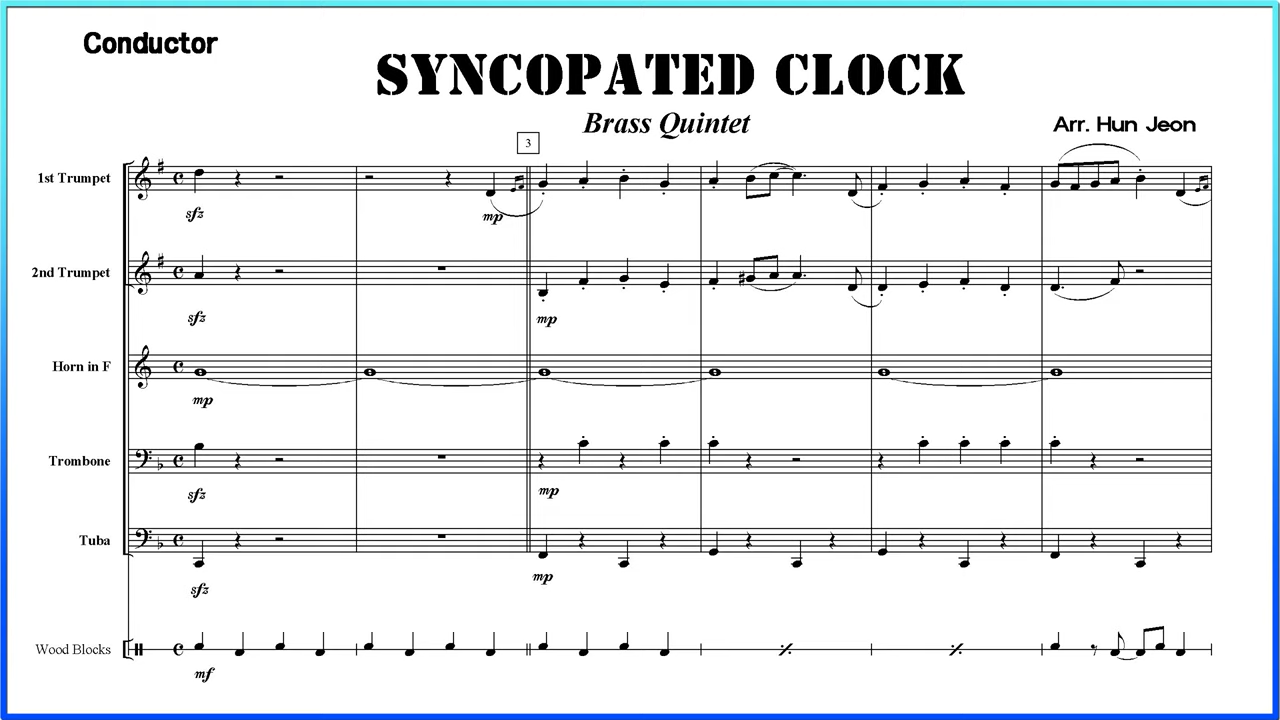 Conductor
SYNCOPATED CLOCK
Brass Quintet
Arr. Hun Jeon
3
1st Trumpet
sfz
mp
2nd Trumpet
sfz
mp
Horn in F
mp
Trombone
sfz
mp
Tuba
sfz
mp
Wood Blocks
mf